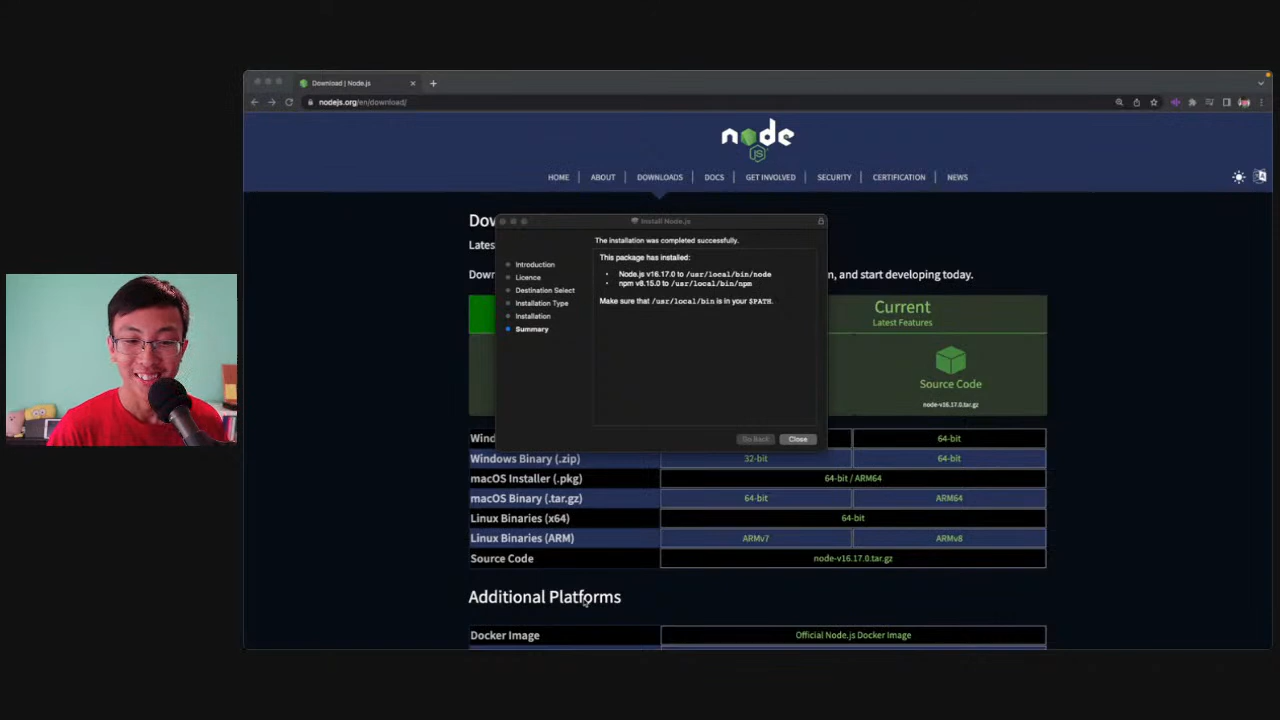 Download | Node.js
nodejs.org/en/download/
node
JS
HOME | ABOUT | DOWNLOADS | DOCS | GET INVOLVED | SECURITY | CERTIFICATION | NEWS
Install Node.js
Dow
The installation was completed successfully.
Lates
This package has installed:
Introduction
Licence
Destination Select
Installation Type
Installation
Summary
• Node.js v16.17.0 to /usr/local/bin/node
• npm v8.15.0 to /usr/local/bin/npm
Make sure that /usr/local/bin is in your $PATH.
Down
n, and start developing today.
Current
Latest Features
Source Code
node-v16.17.0.tar.gz
Go Back
Close
Wind
64-bit
Windows Binary (.zip) 32-bit 64-bit
macOS Installer (.pkg) 64-bit / ARM64
macOS Binary (.tar.gz) 64-bit ARM64
Linux Binaries (x64) 64-bit
Linux Binaries (ARM) ARMv7 ARMv8
Source Code node-v16.17.0.tar.gz
Additional Platforms
Docker Image Official Node.js Docker Image